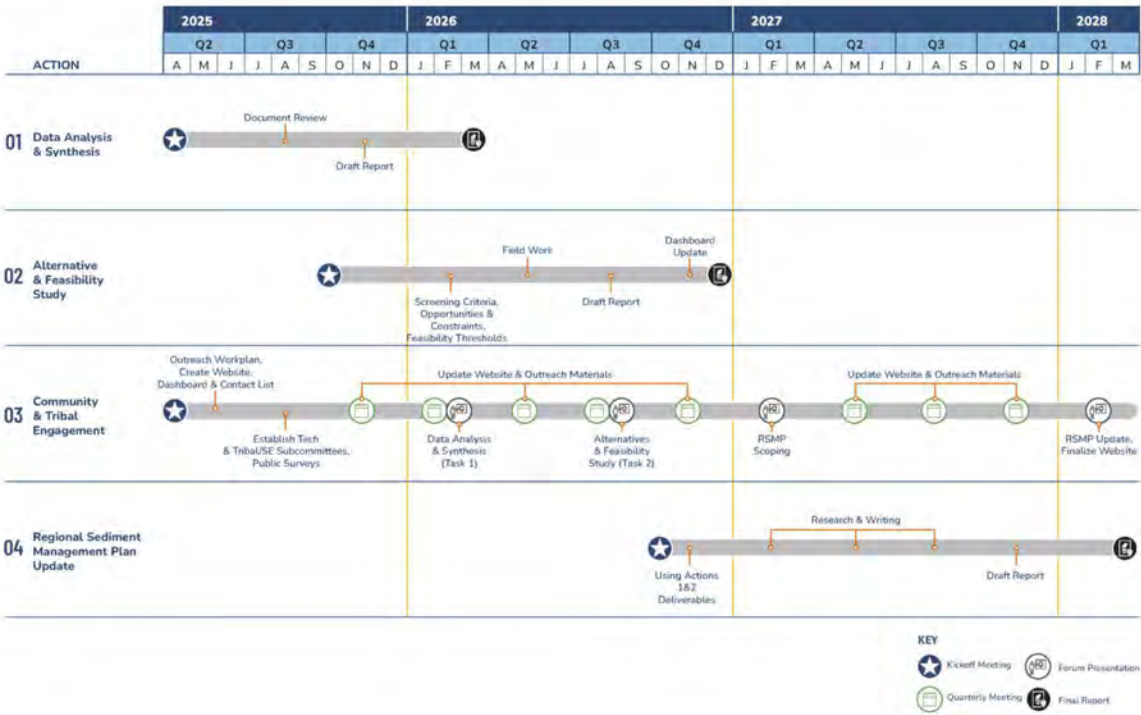 2025 2026 2027 2028
Q2 Q3 Q4 Q1 Q2 Q3 Q4 Q1 Q2 Q3 Q4 Q1
ACTION A M J J A S O N D J F M A M J J A S O N D J F M A M J J A S O N D J F M
01 Data Analysis
& Synthesis
Document Review
Draft Report
02 Alternative
& Feasibility
Study
Field Work
Dashboard
Update
Screening Criteria,
Opportunities &
Constraints,
Feasibility Thresholds
Draft Report
03 Community
& Tribal
Engagement
Outreach Workplan,
Create Website,
Dashboard & Contact List
Update Website & Outreach Materials
Update Website & Outreach Materials
Establish Tech
& Tribal/SE Subcommittees,
Public Surveys
Data Analysis
& Synthesis
(Task 1)
Alternatives
& Feasibility
Study (Task 2)
RSMP
Scoping
RSMP Update,
Finalize Website
04 Regional Sediment
Management Plan
Update
Research & Writing
Using Actions
1&2
Deliverables
Draft Report
KEY
Kickoff Meeting
Forum Presentation
Quarterly Meeting
Final Report